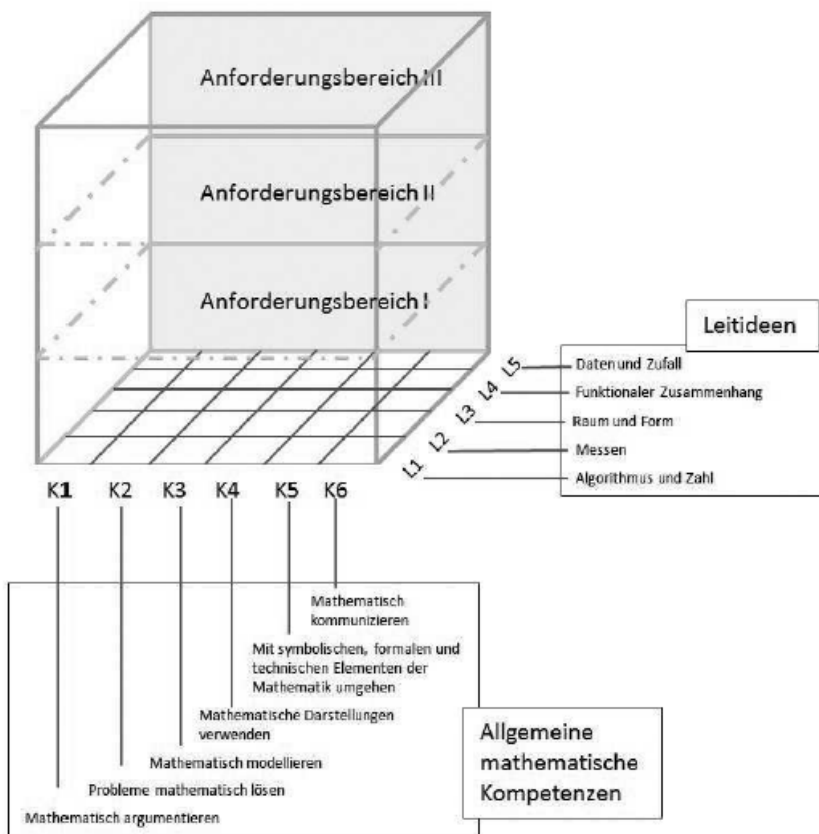 Anforderungsbereich III
Anforderungsbereich II
Anforderungsbereich I
Leitideen
L5 Daten und Zufall
L4 Funktionaler Zusammenhang
L3 Raum und Form
L2 Messen
L1 Algorithmus und Zahl
K1 K2 K3 K4 K5 K6
Mathematisch
kommunizieren
Mit symbolischen, formalen und
technischen Elementen der
Mathematik umgehen
Mathematische Darstellungen
verwenden
Mathematisch modellieren
Probleme mathematisch lösen
Mathematisch argumentieren
Allgemeine
mathematische
Kompetenzen